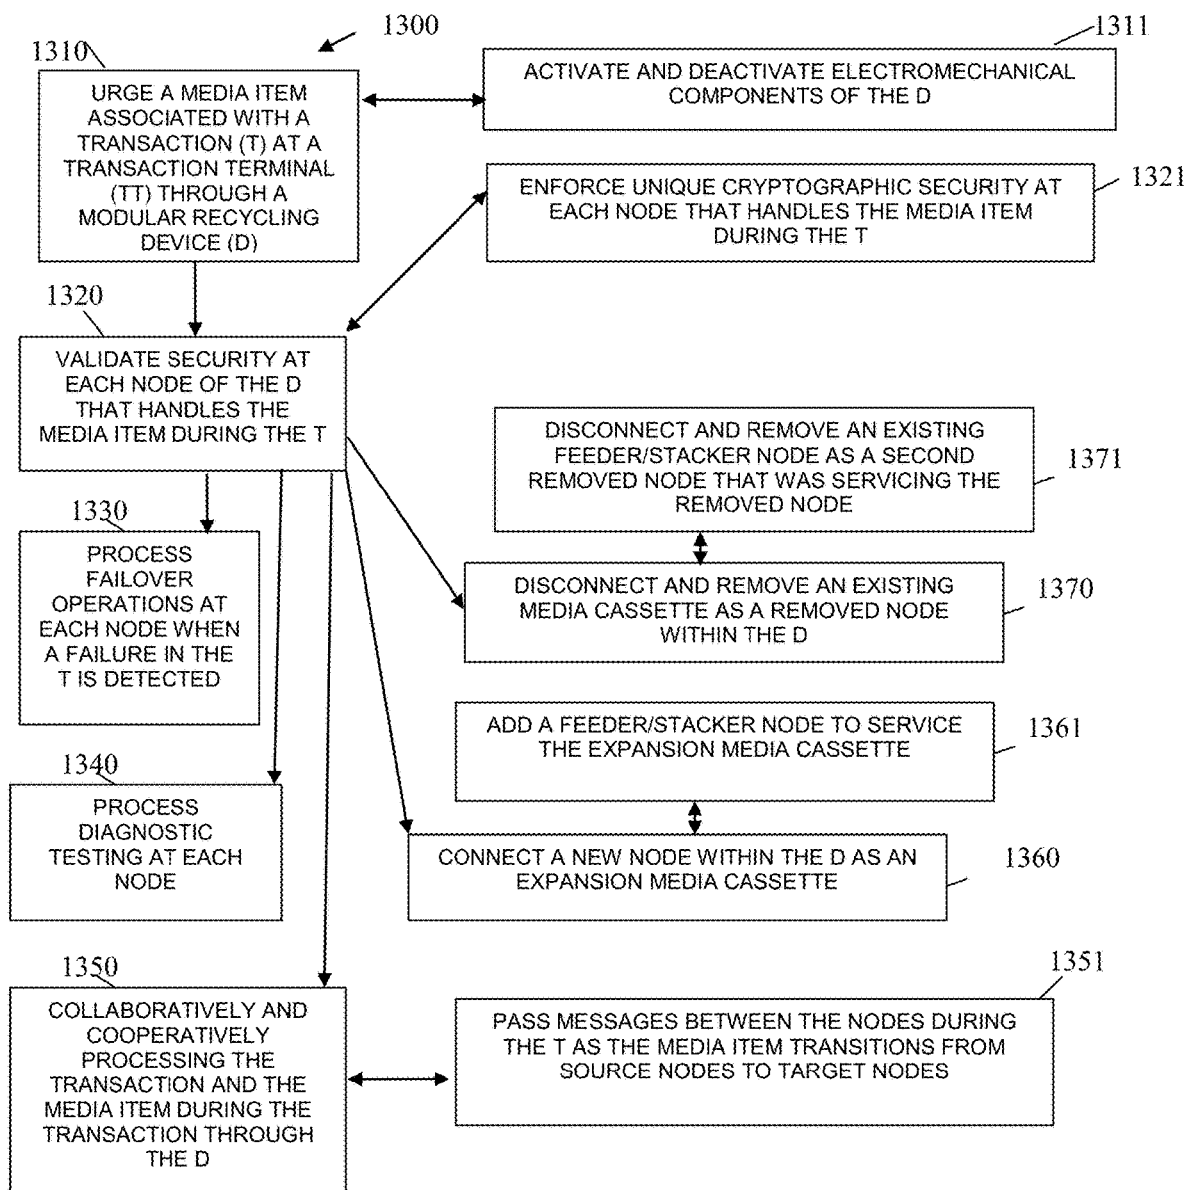 1300
1310
URGE A MEDIA ITEM
ASSOCIATED WITH A
TRANSACTION (T) AT A
TRANSACTION TERMINAL
(TT) THROUGH A
MODULAR RECYCLING
DEVICE (D)
1311
ACTIVATE AND DEACTIVATE ELECTROMECHANICAL
COMPONENTS OF THE D
1321
ENFORCE UNIQUE CRYPTOGRAPHIC SECURITY AT
EACH NODE THAT HANDLES THE MEDIA ITEM
DURING THE T
1320
VALIDATE SECURITY AT
EACH NODE OF THE D
THAT HANDLES THE
MEDIA ITEM DURING THE T
1371
DISCONNECT AND REMOVE AN EXISTING
FEEDER/STACKER NODE AS A SECOND
REMOVED NODE THAT WAS SERVICING THE
REMOVED NODE
1330
PROCESS
FAILOVER
OPERATIONS AT
EACH NODE WHEN
A FAILURE IN THE
T IS DETECTED
1370
DISCONNECT AND REMOVE AN EXISTING
MEDIA CASSETTE AS A REMOVED NODE
WITHIN THE D
1361
ADD A FEEDER/STACKER NODE TO SERVICE
THE EXPANSION MEDIA CASSETTE
1340
PROCESS
DIAGNOSTIC
TESTING AT EACH
NODE
1360
CONNECT A NEW NODE WITHIN THE D AS AN
EXPANSION MEDIA CASSETTE
1350
COLLABORATIVELY AND
COOPERATIVELY
PROCESSING THE
TRANSACTION AND THE
MEDIA ITEM DURING THE
TRANSACTION THROUGH
THE D
1351
PASS MESSAGES BETWEEN THE NODES DURING
THE T AS THE MEDIA ITEM TRANSITIONS FROM
SOURCE NODES TO TARGET NODES